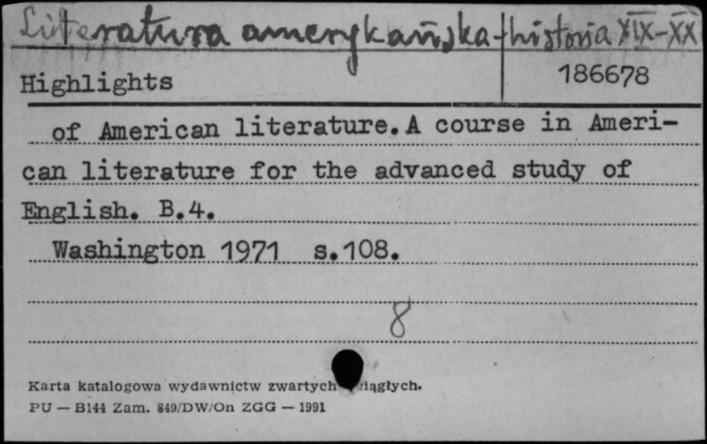 Literatura amerykańska - historia XIX-XX
Highlights
186678
of American literature. A course in Ameri-
can literature for the advanced study of
English. B.4.
Washington 1971 s.108.
8
Karta katalogowa wydawnictw zwartych
PU — B144 Zam. 849/DW/On ZGG — 1991